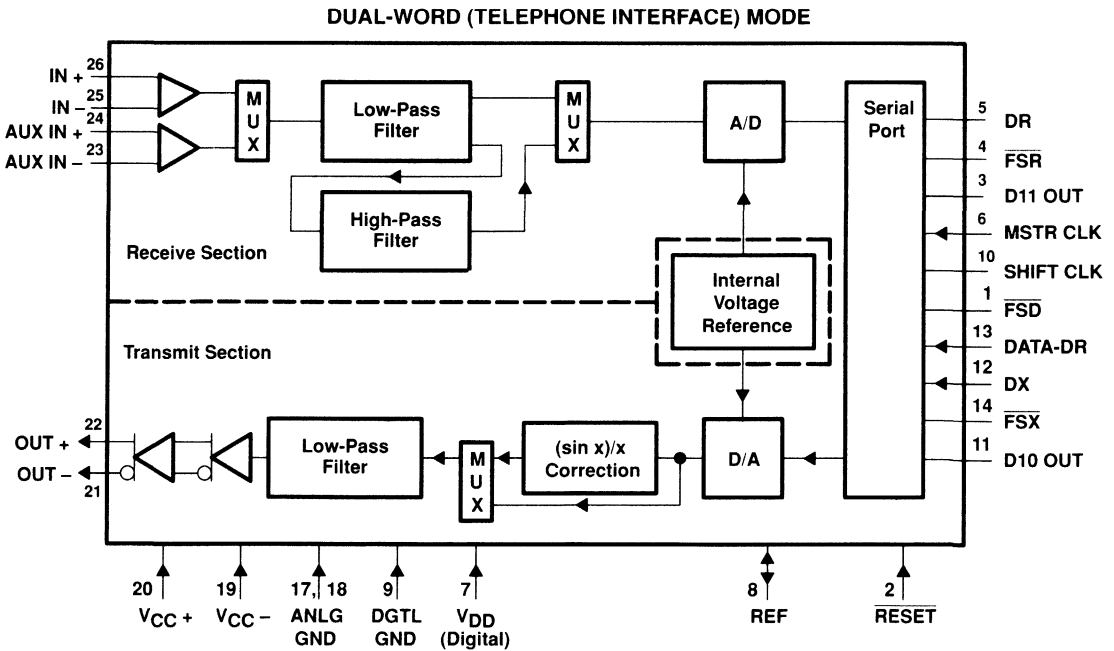 DUAL-WORD (TELEPHONE INTERFACE) MODE
26
IN +
25
IN –
24
AUX IN +
23
AUX IN –
MUX
Low-Pass
Filter
High-Pass
Filter
MUX
A/D
Serial
Port
5
DR
4
FSR
3
D11 OUT
6
MSTR CLK
10
SHIFT CLK
1
FSD
13
DATA-DR
12
DX
14
FSX
11
D10 OUT
Receive Section
Internal
Voltage
Reference
Transmit Section
22
OUT +
OUT –
21
Low-Pass
Filter
MUX
(sin x)/x
Correction
D/A
20
VCC +
19
VCC –
17, 18
ANLG
GND
9
DGTL
GND
7
VDD
(Digital)
8
REF
2
RESET